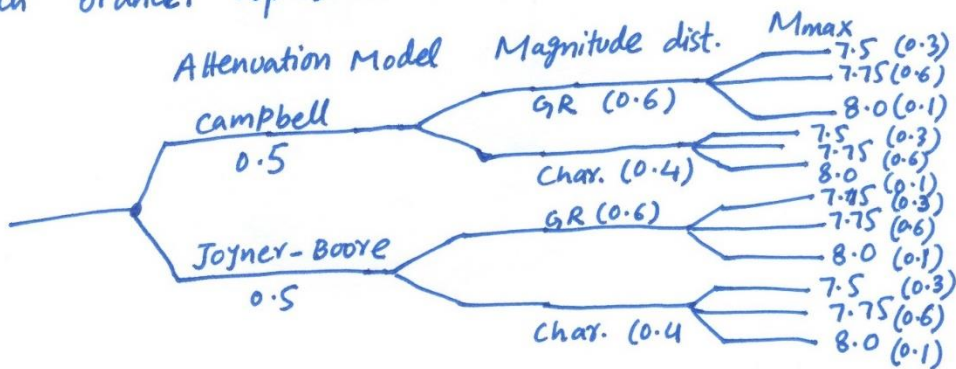 Attenuation Model Magnitude dist. Mmax
Campbell
0.5
GR (0.6)
7.5 (0.3)
7.75 (0.6)
8.0 (0.1)
Char. (0.4)
7.5 (0.3)
7.75 (0.6)
8.0 (0.1)
Joyner-Boore
0.5
GR (0.6)
(0.3)
7.75 (0.6)
8.0 (0.1)
Char. (0.4
7.5 (0.3)
7.75 (0.6)
8.0 (0.1)